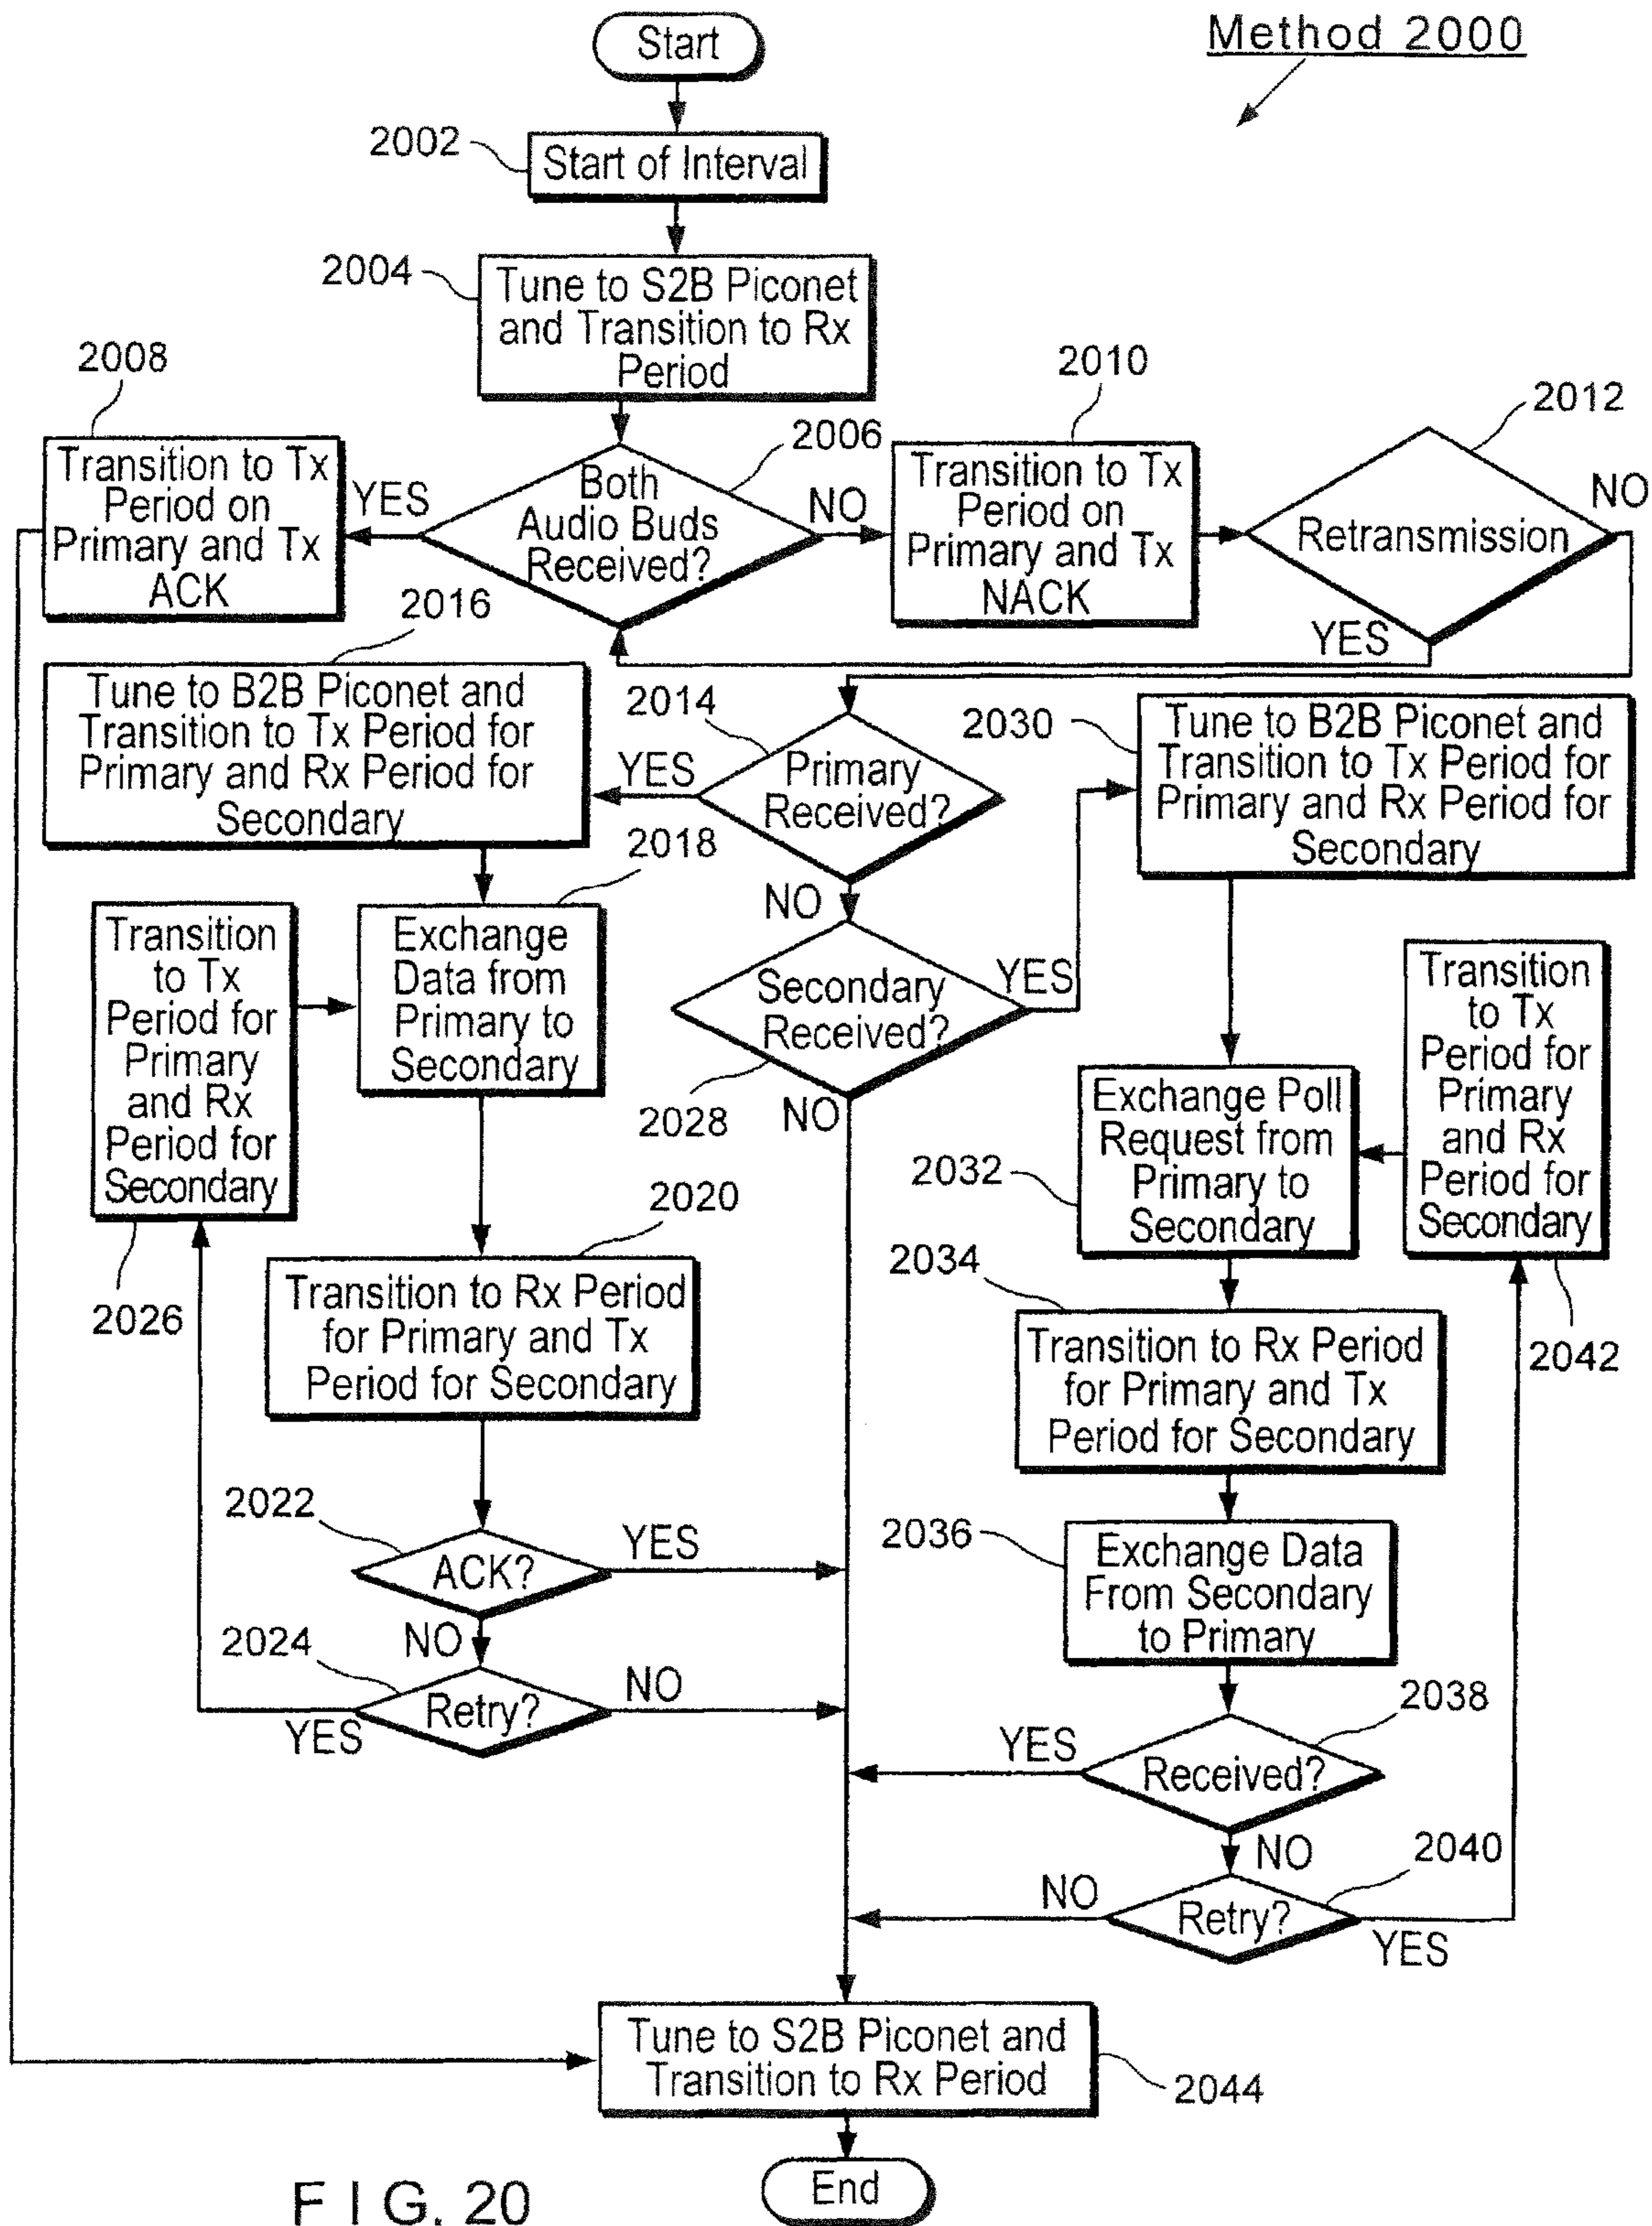 Start
Method 2000
2002
Start of Interval
2004
Tune to S2B Piconet
and Transition to Rx
Period
2008
Transition to Tx
Period on
Primary and Tx
ACK
YES
2006
Both
Audio Buds
Received?
NO
2010
Transition to Tx
Period on
Primary and Tx
NACK
2012
Retransmission
NO
YES
2016
Tune to B2B Piconet and
Transition to Tx Period for
Primary and Rx Period for
Secondary
2014
Primary
Received?
YES
NO
2030
Tune to B2B Piconet and
Transition to Tx Period for
Primary and Rx Period for
Secondary
2018
Exchange
Data from
Primary to
Secondary
Transition
to Tx
Period for
Primary
and Rx
Period for
Secondary
2026
Secondary
Received?
YES
2028
NO
Exchange Poll
Request from
Primary to
Secondary
2032
Transition
to Tx
Period for
Primary
and Rx
Period for
Secondary
2042
2020
Transition to Rx Period
for Primary and Tx
Period for Secondary
2034
Transition to Rx Period
for Primary and Tx
Period for Secondary
2022
ACK?
YES
NO
2024
Retry?
NO
YES
2036
Exchange Data
From Secondary
to Primary
2038
Received?
YES
NO
2040
Retry?
NO
YES
Tune to S2B Piconet and
Transition to Rx Period
2044
End
FIG. 20